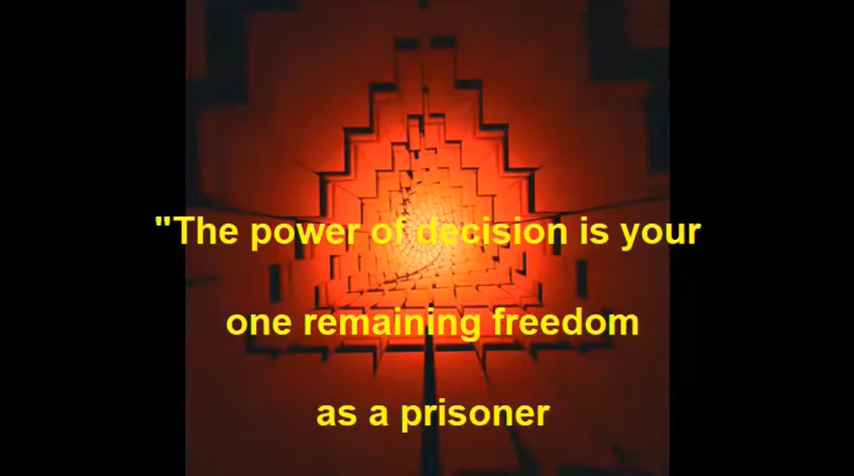 "The power of decision is your
one remaining freedom
as a prisoner